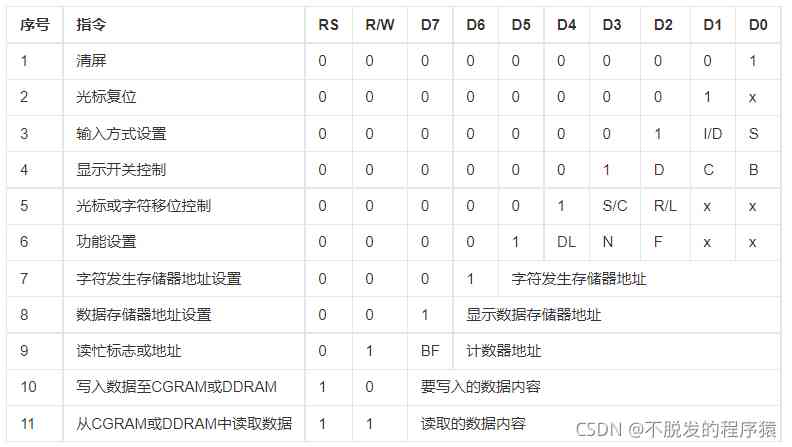 序号 指令 RS R/W D7 D6 D5 D4 D3 D2 D1 D0
1 清屏 0 0 0 0 0 0 0 0 0 1
2 光标复位 0 0 0 0 0 0 0 0 1 x
3 输入方式设置 0 0 0 0 0 0 0 1 I/D S
4 显示开关控制 0 0 0 0 0 0 1 D C B
5 光标或字符移位控制 0 0 0 0 0 1 S/C R/L x x
6 功能设置 0 0 0 0 1 DL N F x x
7 字符发生存储器地址设置 0 0 0 1 字符发生存储器地址
8 数据存储器地址设置 0 0 1 显示数据存储器地址
9 读忙标志或地址 0 1 BF 计数器地址
10 写入数据至CGRAM或DDRAM 1 0 要写入的数据内容
11 从CGRAM或DDRAM中读取数据 1 1 读取的数据内容
CSDN @不脱发的程序猿